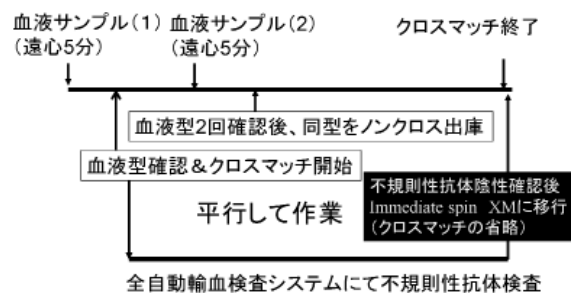 血液サンプル（1）
（遠心5分）
血液サンプル（2）
（遠心5分）
クロスマッチ終了
血液型2回確認後、同型をノンクロス出庫
血液型確認＆クロスマッチ開始
平行して作業
不規則性抗体陰性確認後
Immediate spin XMに移行
（クロスマッチの省略）
全自動輸血検査システムにて不規則性抗体検査